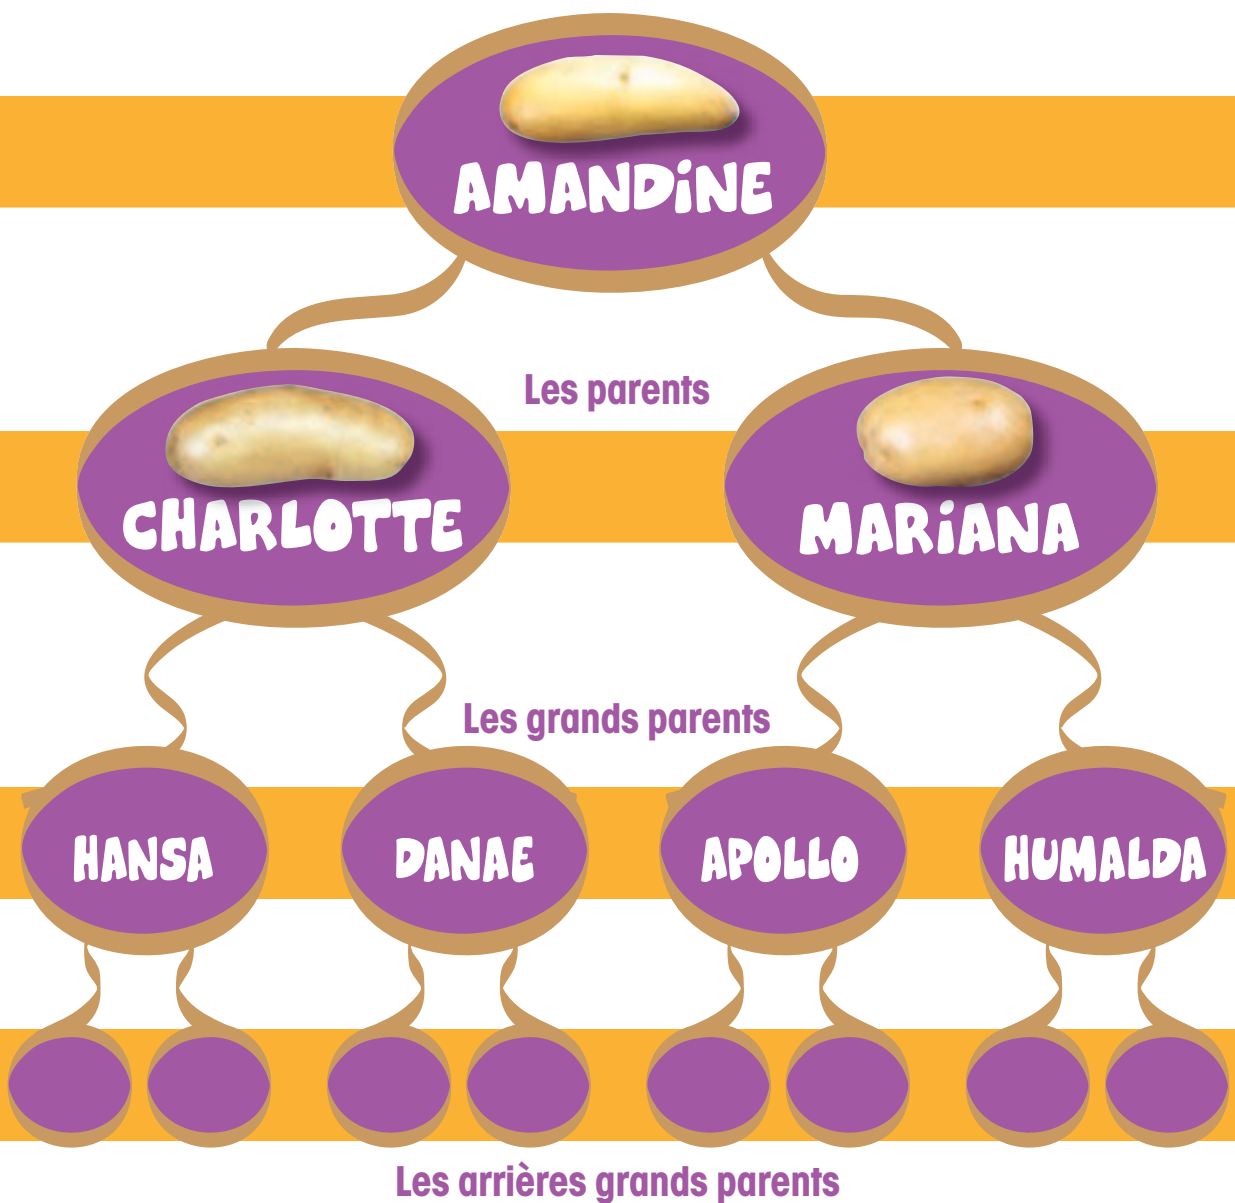 AMANDiNE
Les parents
CHARLOTTE
MARiANA
Les grands parents
HANSA
DANAE
APOLLO
HUMALDA
Les arrières grands parents